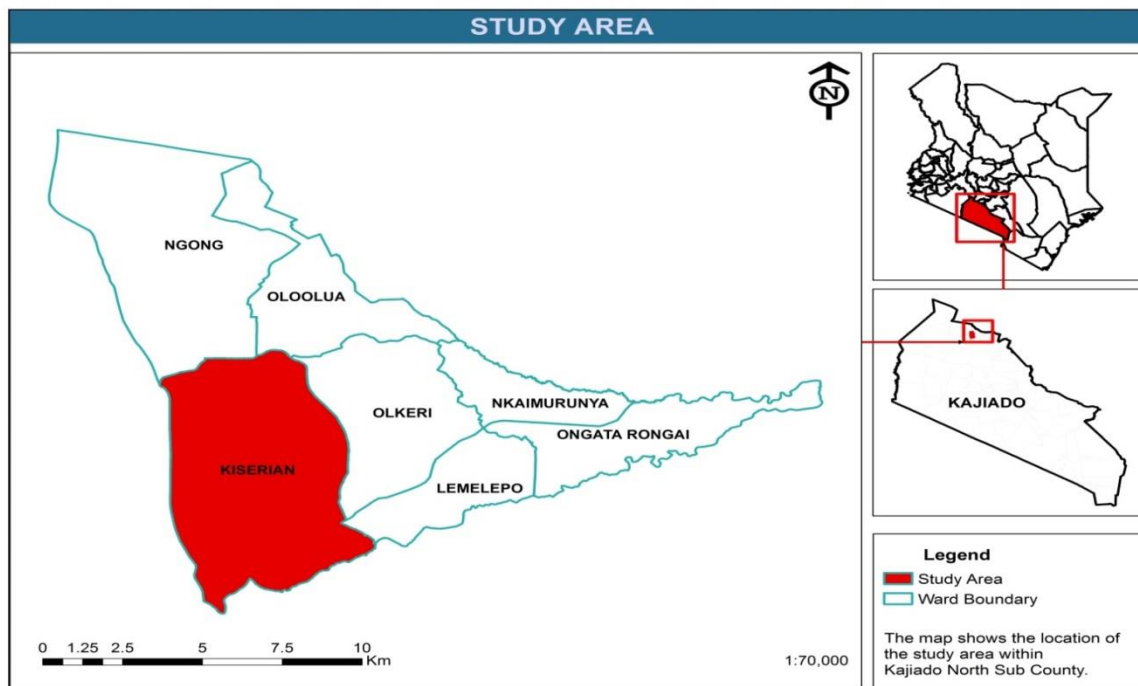 STUDY AREA
N
NGONG
OLOOLUA
OLKERI
NKAIMURUNYA
ONGATA RONGAI
KISERIAN
LEMELEPO
0 1.25 2.5 5 7.5 10
Km
1:70,000
KAJIADO
Legend
Study Area
Ward Boundary
The map shows the location of
the study area within
Kajiado North Sub County.